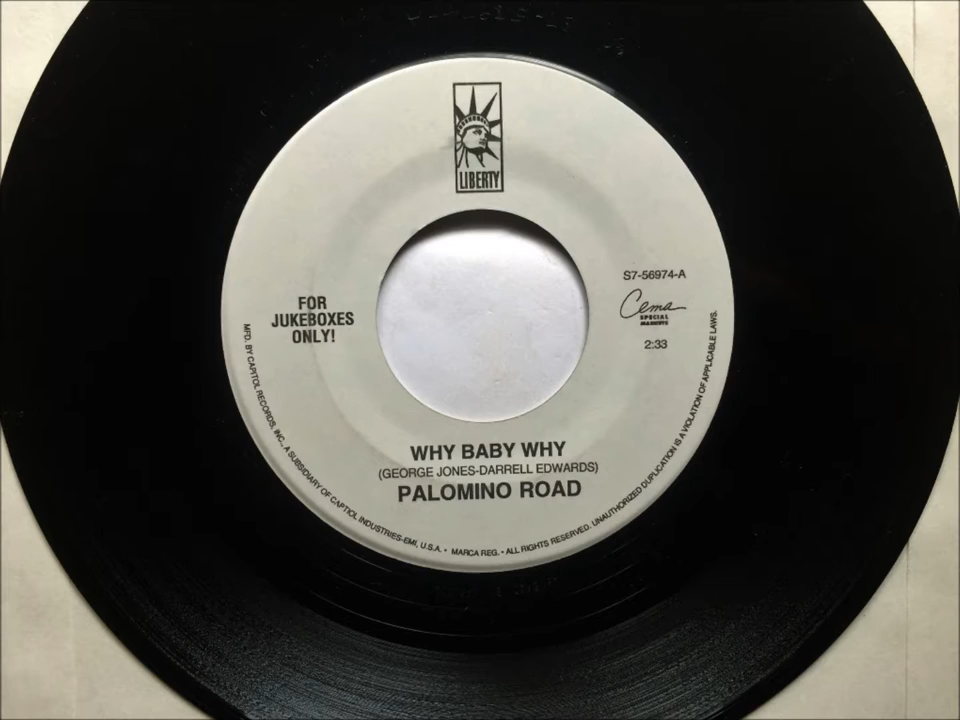 LIBERTY
FOR
JUKEBOXES
ONLY!
S7-56974-A
Cema
SPECIAL
MARKETS
2:33
WHY BABY WHY
(GEORGE JONES-DARRELL EDWARDS)
PALOMINO ROAD
MFD. BY CAPITOL RECORDS, INC., A SUBSIDIARY OF CAPTIOL INDUSTRIES-EMI, U.S.A. • MARCA REG. • ALL RIGHTS RESERVED. UNAUTHORIZED DUPLICATION IS A VIOLATION OF APPLICABLE LAWS.